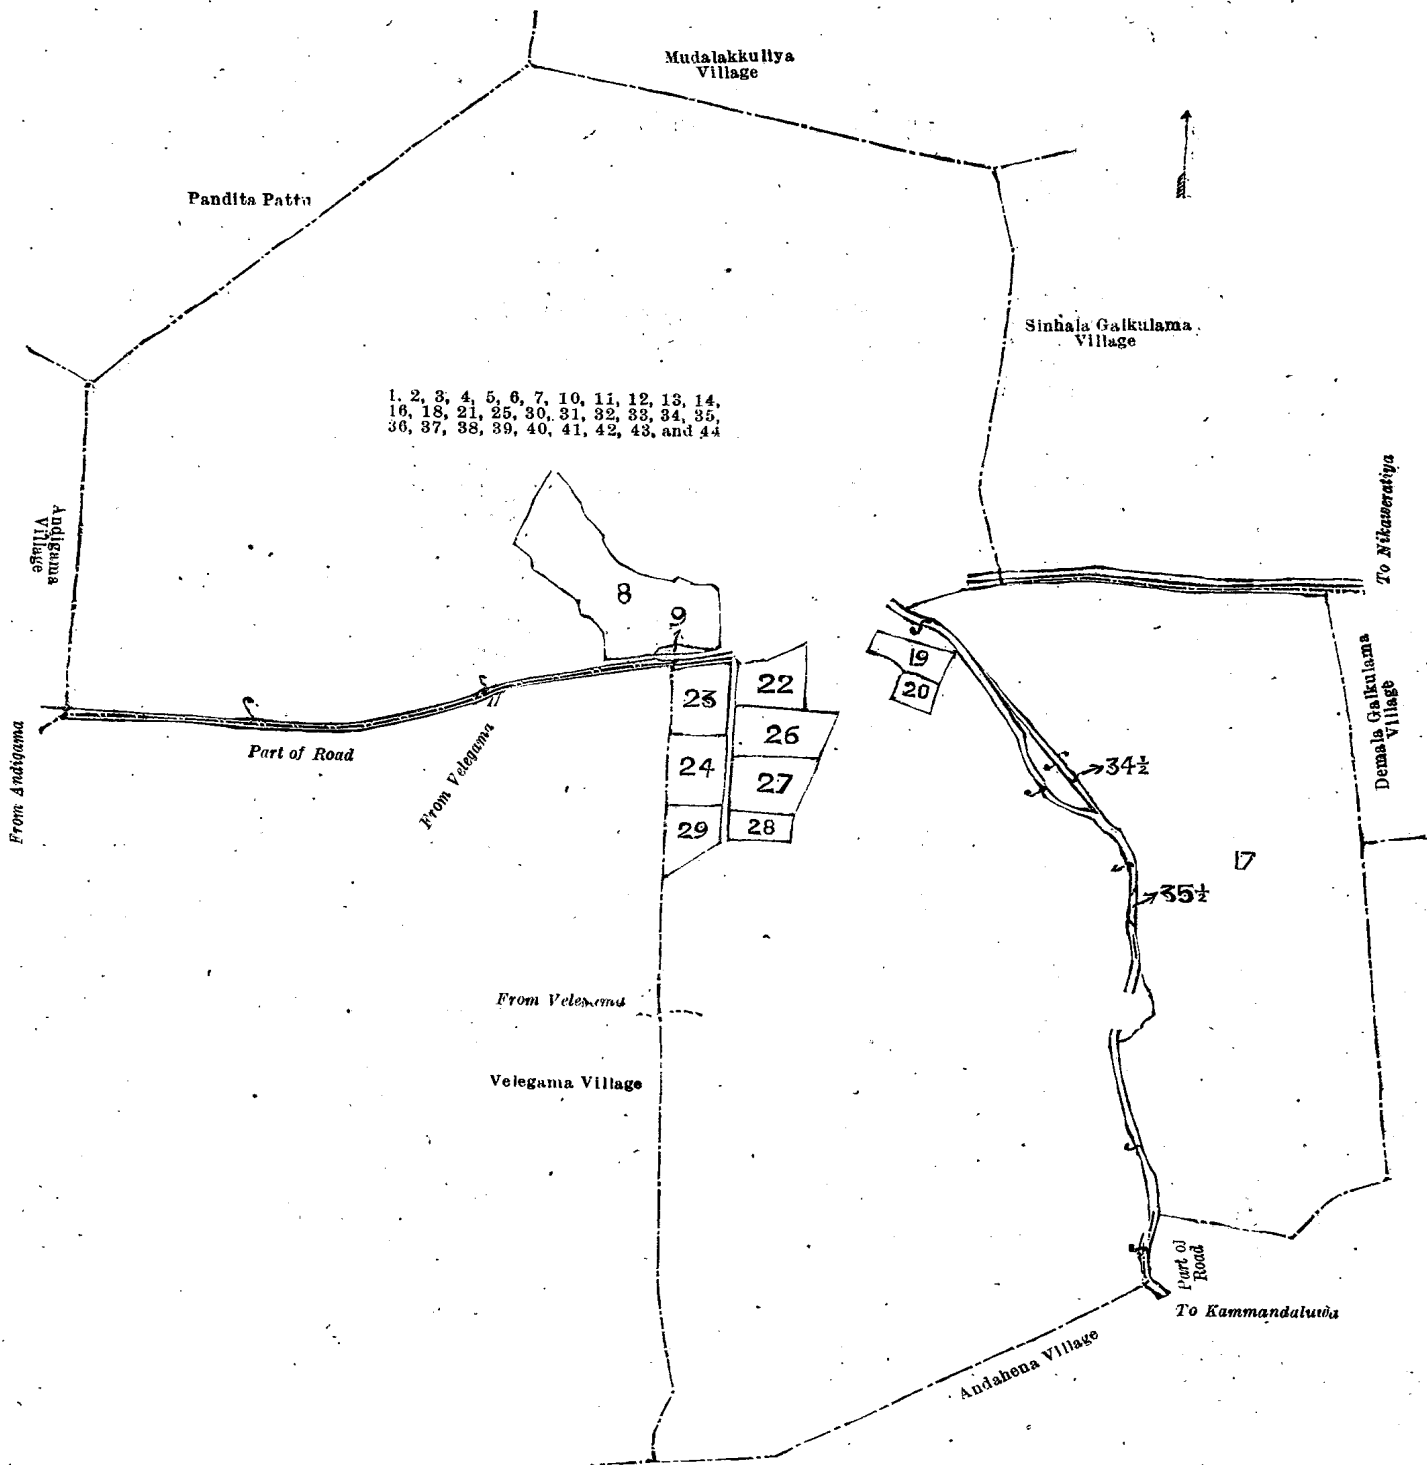 Mudalakkuliya
Village
Pandita Pattu
Sinhala Galkulama
Village
1, 2, 3, 4, 5, 6, 7, 10, 11, 12, 13, 14,
16, 18, 21, 25, 30, 31, 32, 33, 34, 35,
36, 37, 38, 39, 40, 41, 42, 43, and 44
Andigama
Village
To Nikaweratiya
8
9
19
20
22
23
26
24
27
29
28
Demala Galkulama
Village
From Andigama
Part of Road
From Velegama
34½
17
35½
From Velegama
Velegama Village
Part of
Road
To Kammandaluwa
Andahena Village